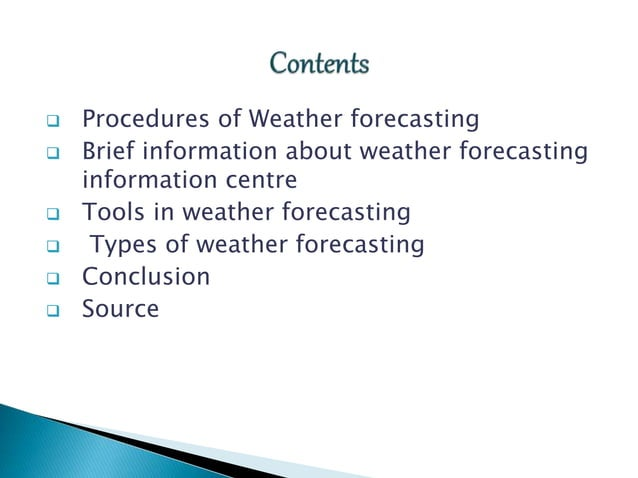 Contents
Procedures of Weather forecasting
Brief information about weather forecasting
information centre
Tools in weather forecasting
Types of weather forecasting
Conclusion
Source